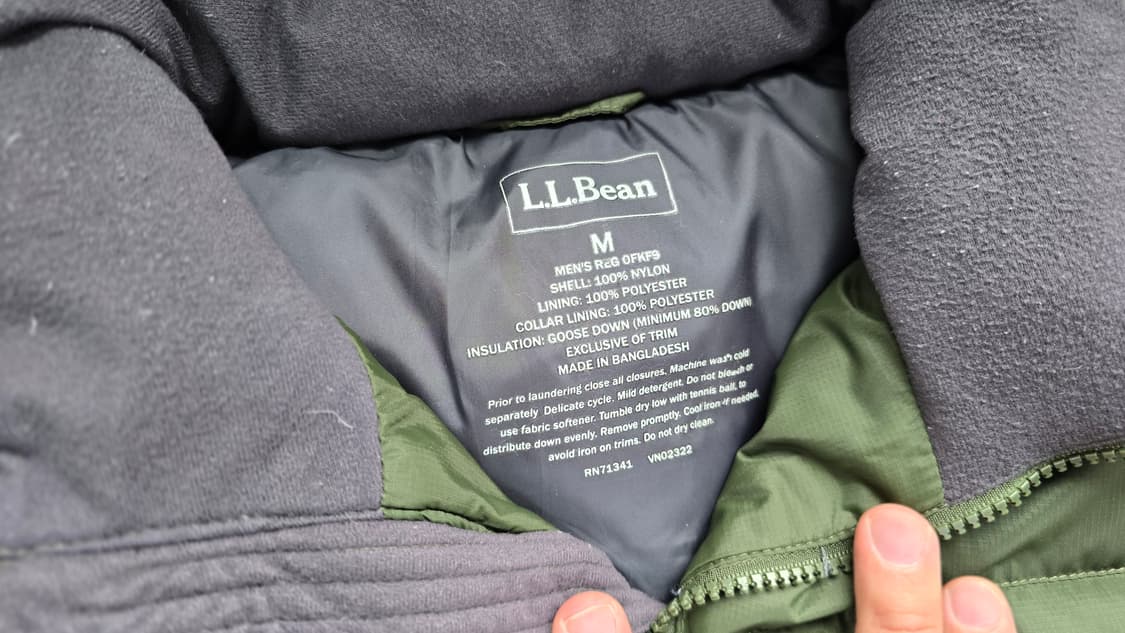 L.L.Bean
M
MEN'S REG 0FKF9
SHELL: 100% NYLON
LINING: 100% POLYESTER
COLLAR LINING: 100% POLYESTER
INSULATION: GOOSE DOWN (MINIMUM 80% DOWN)
EXCLUSIVE OF TRIM
MADE IN BANGLADESH
Prior to laundering close all closures. Machine wash cold
separately Delicate cycle. Mild detergent. Do not bleach or
use fabric softener. Tumble dry low with tennis ball, to
distribute down evenly. Remove promptly. Cool iron if needed,
avoid iron on trims. Do not dry clean.
RN71341 VN02322